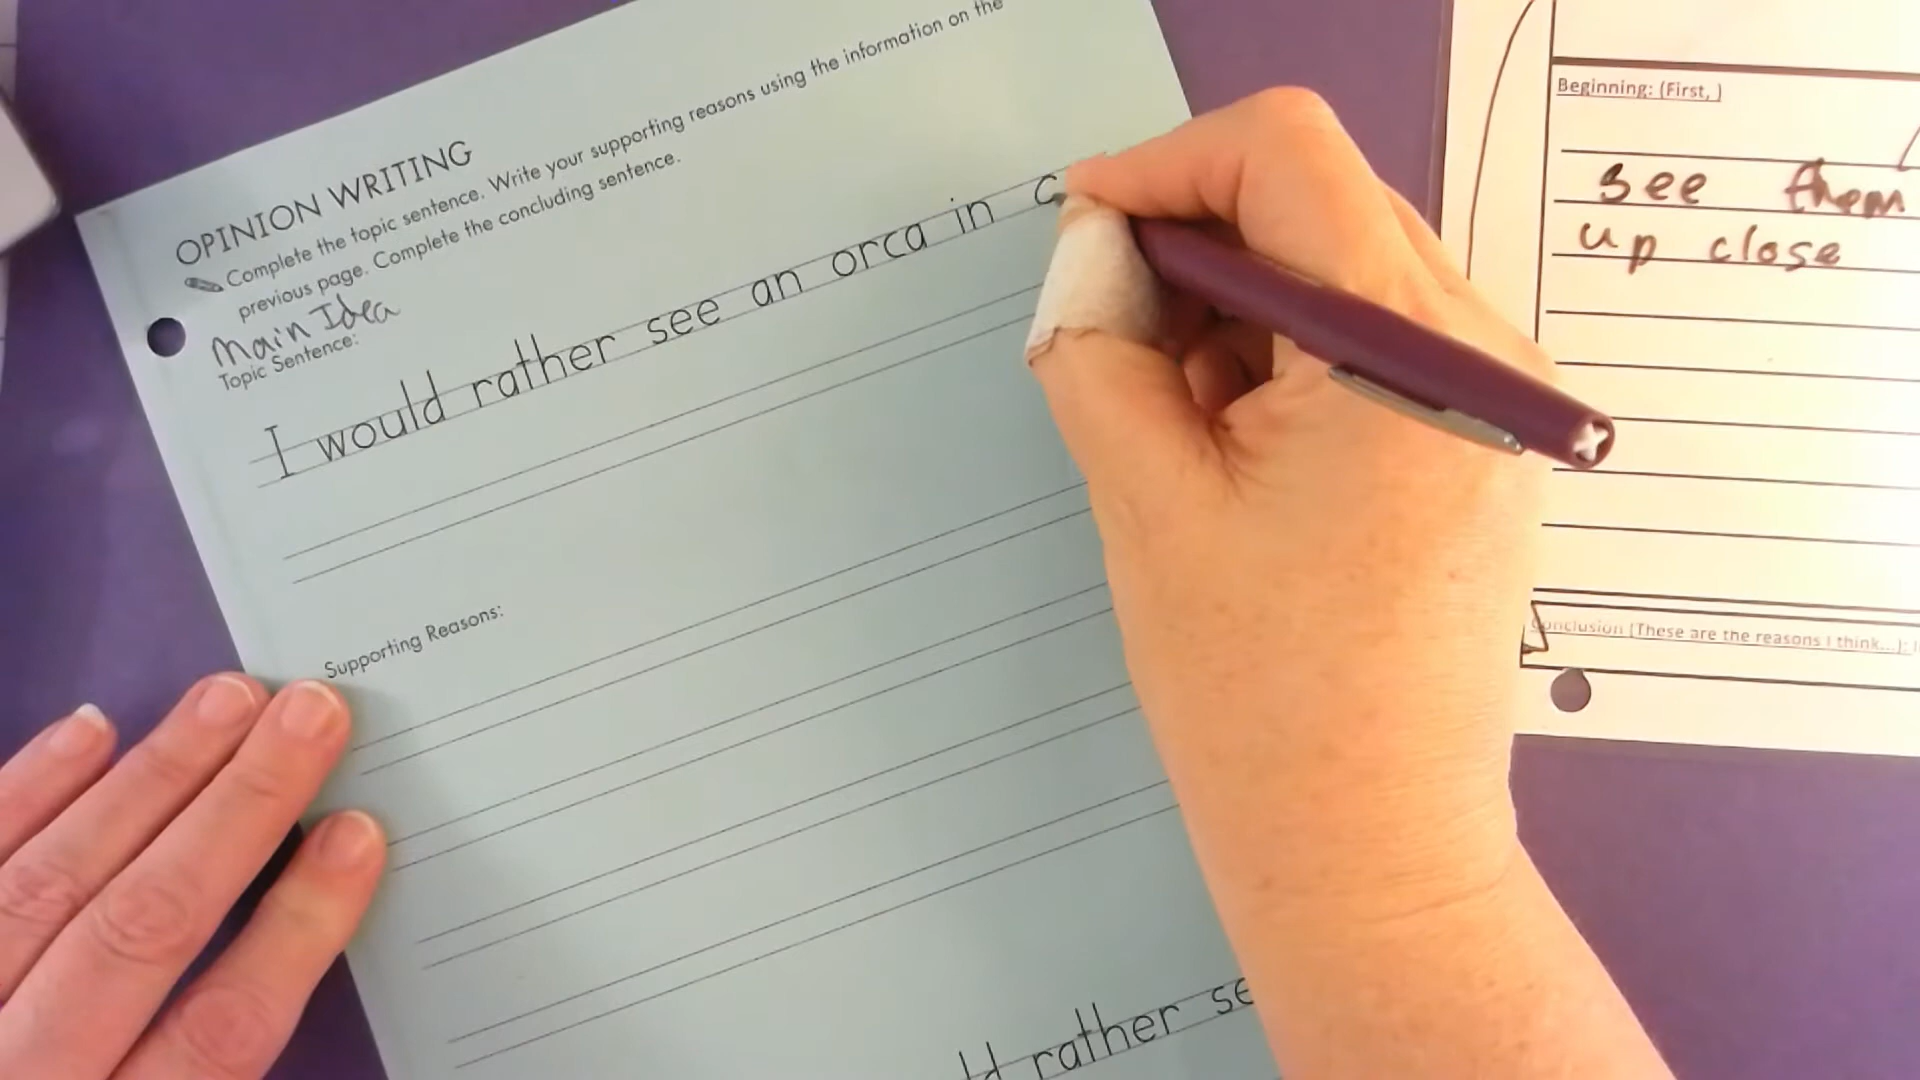 OPINION WRITING
Complete the topic sentence. Write your supporting reasons using the information on the
previous page. Complete the concluding sentence.
Main Idea
Topic Sentence:
I would rather see an orca in c
Supporting Reasons:
rather se
Beginning: (First, )
see them
up close
Conclusion (These are the reasons I think...):